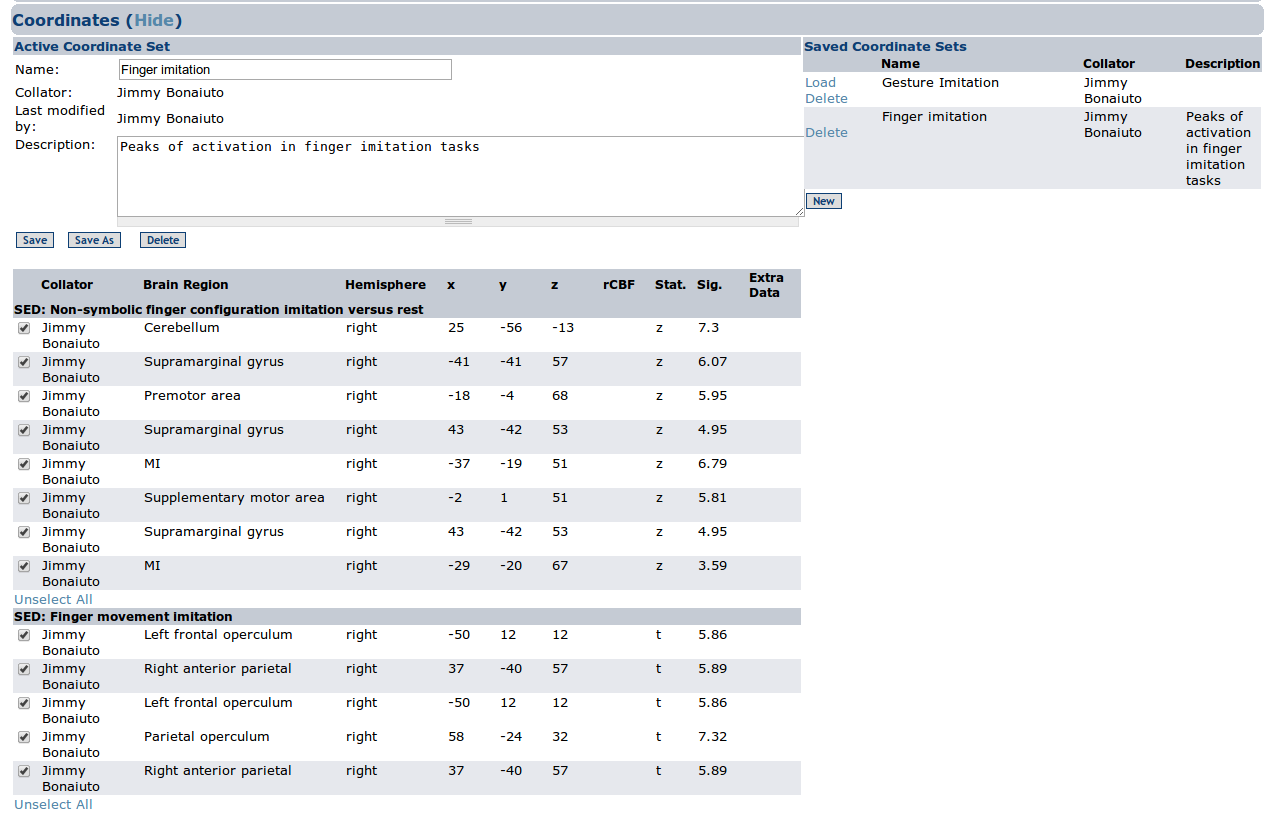 Coordinates (Hide)
Active Coordinate Set
Name: Finger imitation
Collator: Jimmy Bonaiuto
Last modified by: Jimmy Bonaiuto
Description: Peaks of activation in finger imitation tasks
Save Save As Delete
Saved Coordinate Sets
Name Collator Description
Load Delete Gesture Imitation Jimmy Bonaiuto
Delete Finger imitation Jimmy Bonaiuto Peaks of activation in finger imitation tasks
New
Collator Brain Region Hemisphere x y z rCBF Stat. Sig. Extra Data
SED: Non-symbolic finger configuration imitation versus rest
Jimmy Bonaiuto Cerebellum right 25 -56 -13 z 7.3
Jimmy Bonaiuto Supramarginal gyrus right -41 -41 57 z 6.07
Jimmy Bonaiuto Premotor area right -18 -4 68 z 5.95
Jimmy Bonaiuto Supramarginal gyrus right 43 -42 53 z 4.95
Jimmy Bonaiuto MI right -37 -19 51 z 6.79
Jimmy Bonaiuto Supplementary motor area right -2 1 51 z 5.81
Jimmy Bonaiuto Supramarginal gyrus right 43 -42 53 z 4.95
Jimmy Bonaiuto MI right -29 -20 67 z 3.59
Unselect All
SED: Finger movement imitation
Jimmy Bonaiuto Left frontal operculum right -50 12 12 t 5.86
Jimmy Bonaiuto Right anterior parietal right 37 -40 57 t 5.89
Jimmy Bonaiuto Left frontal operculum right -50 12 12 t 5.86
Jimmy Bonaiuto Parietal operculum right 58 -24 32 t 7.32
Jimmy Bonaiuto Right anterior parietal right 37 -40 57 t 5.89
Unselect All